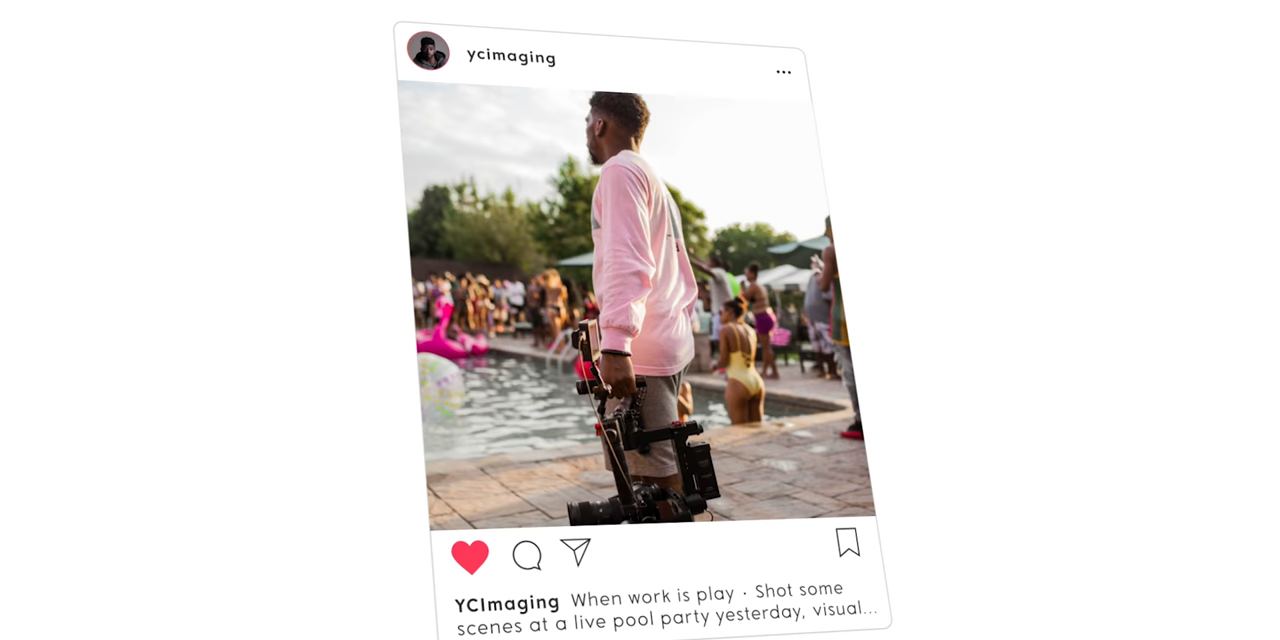 ycimaging
YCImaging When work is play · Shot some
scenes at a live pool party yesterday, visual...